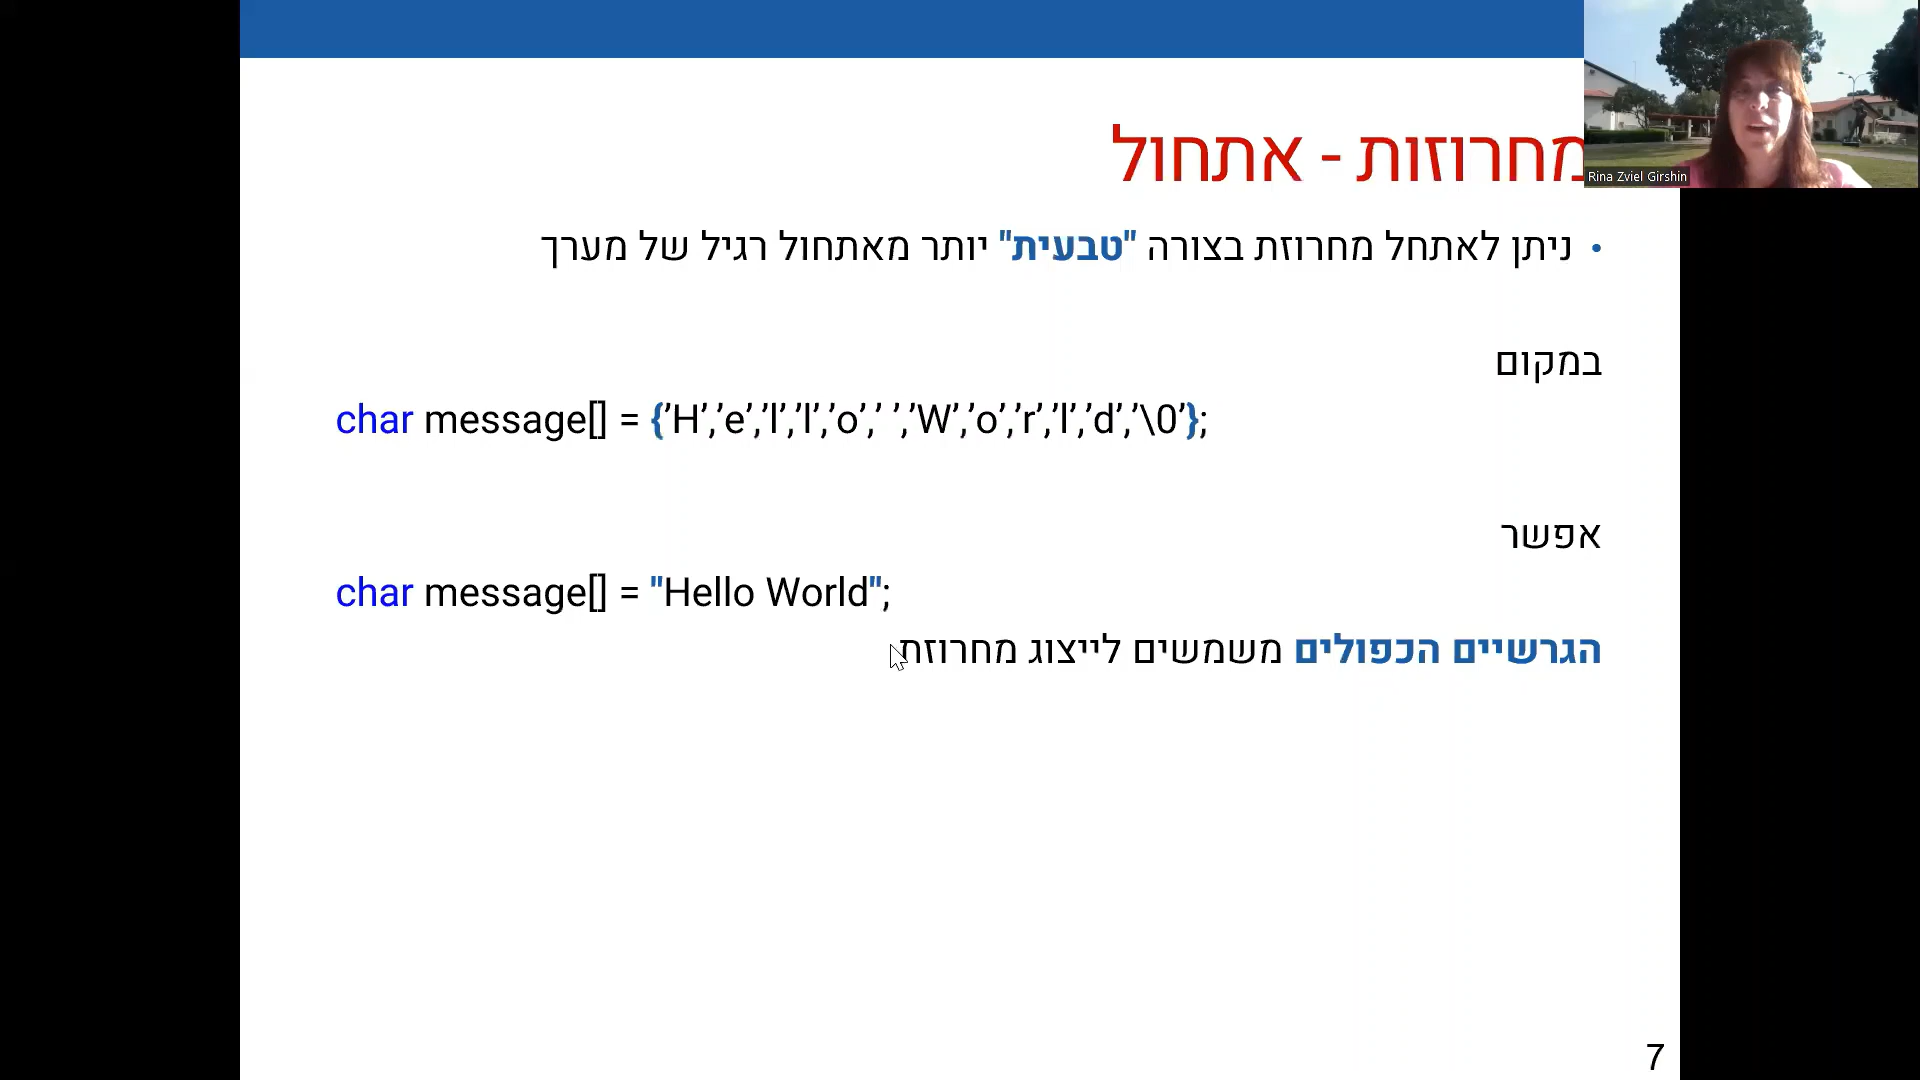 מחרוזות - אתחול
Rina Zviel Girshin
• ניתן לאתחל מחרוזת בצורה "טבעית" יותר מאתחול רגיל של מערך
במקום
char message[] = {’H’,’e’,’l’,’l’,’o’,’ ’,’W’,’o’,’r’,’l’,’d’,’\0’};
אפשר
char message[] = "Hello World";
הגרשיים הכפולים משמשים לייצוג מחרוזת
7